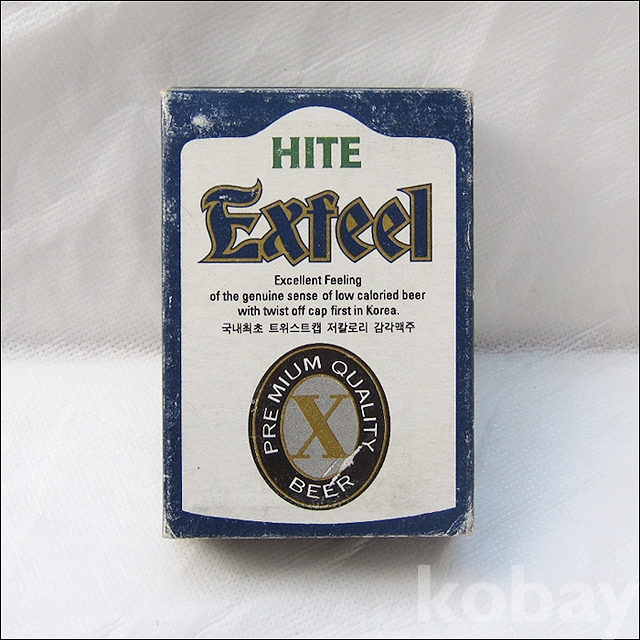 HITE
Exfeel
Excellent Feeling
of the genuine sense of low caloried beer
with twist off cap first in Korea.
국내최초 트위스트캡 저칼로리 감각맥주
PREMIUM QUALITY
X
BEER
kobay